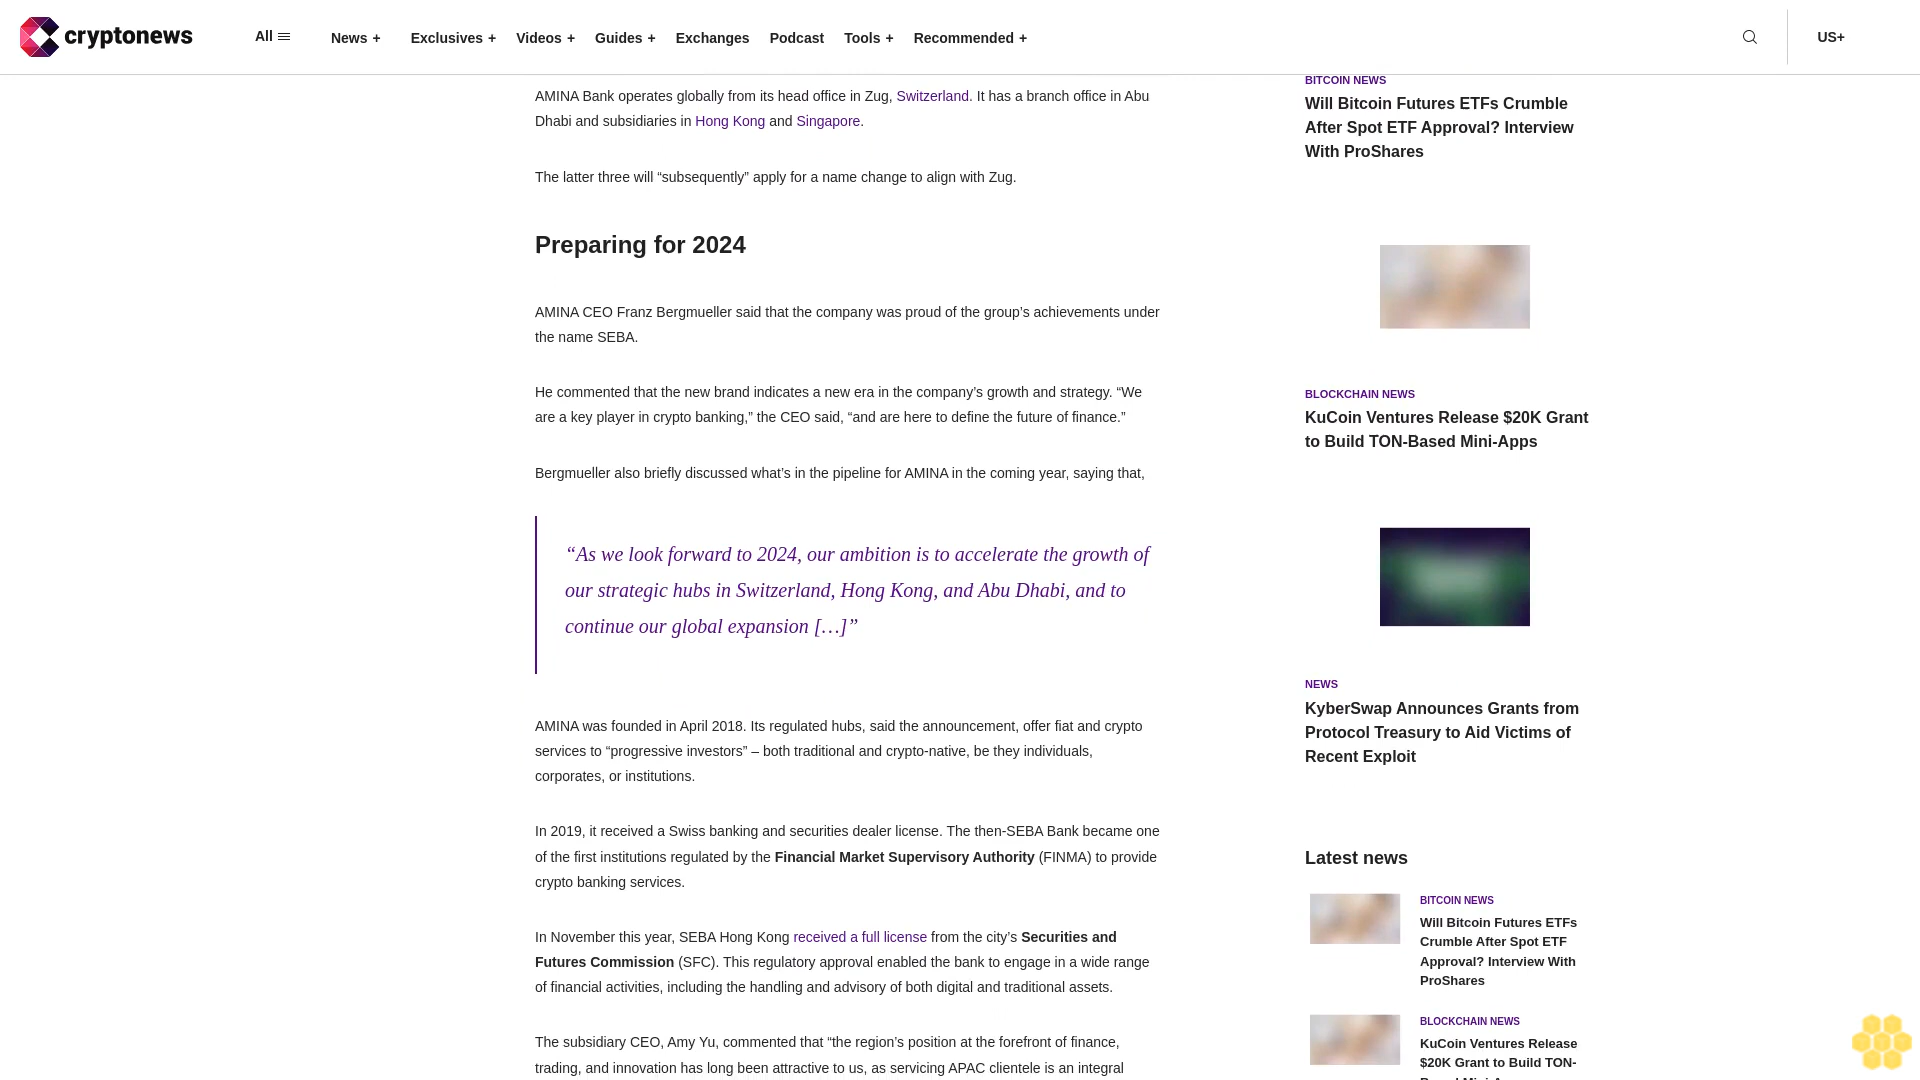 cryptonews
All
News +
Exclusives +
Videos +
Guides +
Exchanges
Podcast
Tools +
Recommended +
US+
AMINA Bank operates globally from its head office in Zug, Switzerland. It has a branch office in Abu
Dhabi and subsidiaries in Hong Kong and Singapore.
The latter three will “subsequently” apply for a name change to align with Zug.
Preparing for 2024
AMINA CEO Franz Bergmueller said that the company was proud of the group’s achievements under
the name SEBA.
He commented that the new brand indicates a new era in the company’s growth and strategy. “We
are a key player in crypto banking,” the CEO said, “and are here to define the future of finance.”
Bergmueller also briefly discussed what’s in the pipeline for AMINA in the coming year, saying that,
“As we look forward to 2024, our ambition is to accelerate the growth of
our strategic hubs in Switzerland, Hong Kong, and Abu Dhabi, and to
continue our global expansion […]”
AMINA was founded in April 2018. Its regulated hubs, said the announcement, offer fiat and crypto
services to “progressive investors” – both traditional and crypto-native, be they individuals,
corporates, or institutions.
In 2019, it received a Swiss banking and securities dealer license. The then-SEBA Bank became one
of the first institutions regulated by the Financial Market Supervisory Authority (FINMA) to provide
crypto banking services.
In November this year, SEBA Hong Kong received a full license from the city’s Securities and
Futures Commission (SFC). This regulatory approval enabled the bank to engage in a wide range
of financial activities, including the handling and advisory of both digital and traditional assets.
The subsidiary CEO, Amy Yu, commented that “the region’s position at the forefront of finance,
trading, and innovation has long been attractive to us, as servicing APAC clientele is an integral
BITCOIN NEWS
Will Bitcoin Futures ETFs Crumble
After Spot ETF Approval? Interview
With ProShares
BLOCKCHAIN NEWS
KuCoin Ventures Release $20K Grant
to Build TON-Based Mini-Apps
NEWS
KyberSwap Announces Grants from
Protocol Treasury to Aid Victims of
Recent Exploit
Latest news
BITCOIN NEWS
Will Bitcoin Futures ETFs
Crumble After Spot ETF
Approval? Interview With
ProShares
BLOCKCHAIN NEWS
KuCoin Ventures Release
$20K Grant to Build TON-